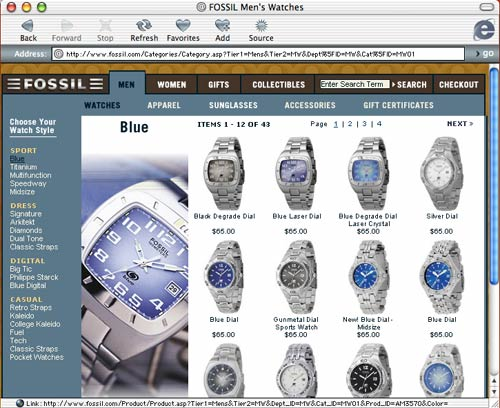 @ FOSSIL Men's Watches
Back Forward Stop Refresh Favorites Add Source
Address: @ http://www.fossil.com/Categories/Category.asp?Tier1=Mens&Tier2=MW&Dept%5FID=MW&Cat%5FID=MW01 › go
FOSSIL MEN WOMEN GIFTS COLLECTIBLES Enter Search Term SEARCH CHECKOUT
WATCHES APPAREL SUNGLASSES ACCESSORIES GIFT CERTIFICATES
Choose Your
Watch Style
SPORT
Blue
Titanium
Multifunction
Speedway
Midsize
DRESS
Signature
Arkitekt
Diamonds
Dual Tone
Classic Straps
DIGITAL
Big Tic
Philippe Starck
Blue Digital
CASUAL
Retro Straps
Kaleido
College Kaleido
Fuel
Tech
Classic Straps
Pocket Watches
Blue
ITEMS 1 - 12 OF 43 Page 1 | 2 | 3 | 4 NEXT »
Black Degrade Dial
$65.00
Blue Laser Dial
$65.00
Blue Degrade Dial
Laser Crystal
$65.00
Silver Dial
$65.00
Blue Dial
$65.00
Gunmetal Dial
Sports Watch
$65.00
New! Blue Dial-
Midsize
$65.00
Blue Dial
$65.00
FOSSIL
Link: http://www.fossil.com/Product/Product.asp?Tier1=Mens&Tier2=MW&Dept_ID=MW&Cat_ID=MW01&Prod_ID=AM3570&Color=